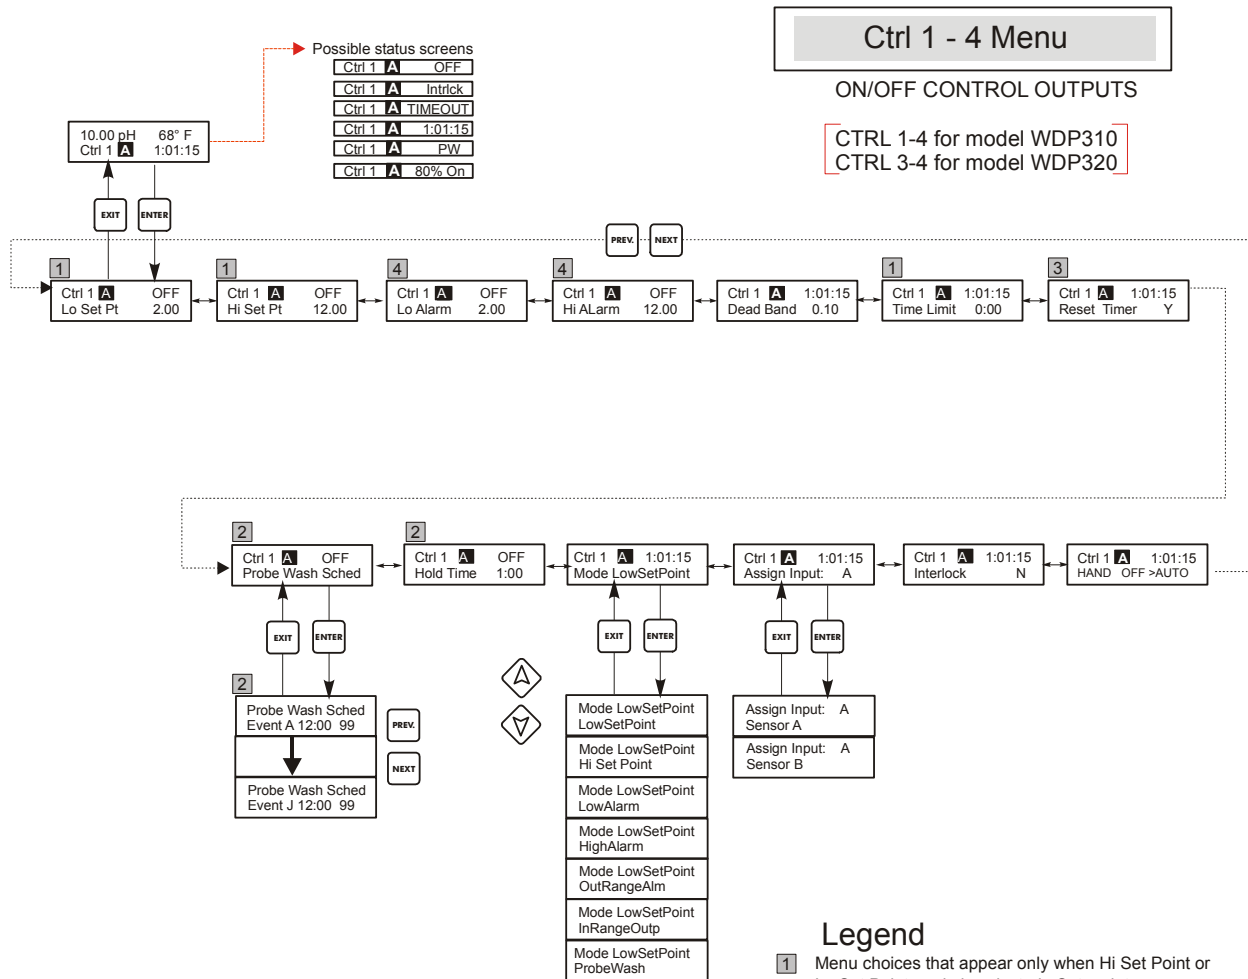 Ctrl 1 - 4 Menu
ON/OFF CONTROL OUTPUTS
CTRL 1-4 for model WDP310
CTRL 3-4 for model WDP320
Possible status screens
Ctrl 1 A OFF
Ctrl 1 A Intrlck
Ctrl 1 A TIMEOUT
Ctrl 1 A 1:01:15
Ctrl 1 A PW
Ctrl 1 A 80% On
10.00 pH 68° F
Ctrl 1 A 1:01:15
EXIT
ENTER
PREV.
NEXT
1
Ctrl 1 A OFF
Lo Set Pt 2.00
1
Ctrl 1 A OFF
Hi Set Pt 12.00
4
Ctrl 1 A OFF
Lo Alarm 2.00
4
Ctrl 1 A OFF
Hi ALarm 12.00
Ctrl 1 A 1:01:15
Dead Band 0.10
1
Ctrl 1 A 1:01:15
Time Limit 0:00
3
Ctrl 1 A 1:01:15
Reset Timer Y
2
Ctrl 1 A OFF
Probe Wash Sched
2
Ctrl 1 A OFF
Hold Time 1:00
Ctrl 1 A 1:01:15
Mode LowSetPoint
Ctrl 1 A 1:01:15
Assign Input: A
Ctrl 1 A 1:01:15
Interlock N
Ctrl 1 A 1:01:15
HAND OFF >AUTO
EXIT
ENTER
EXIT
ENTER
EXIT
ENTER
2
Probe Wash Sched
Event A 12:00 99
Probe Wash Sched
Event J 12:00 99
PREV.
NEXT
Mode LowSetPoint
LowSetPoint
Mode LowSetPoint
Hi Set Point
Mode LowSetPoint
LowAlarm
Mode LowSetPoint
HighAlarm
Mode LowSetPoint
OutRangeAlm
Mode LowSetPoint
InRangeOutp
Mode LowSetPoint
ProbeWash
Assign Input: A
Sensor A
Assign Input: A
Sensor B
Legend
1 Menu choices that appear only when Hi Set Point or